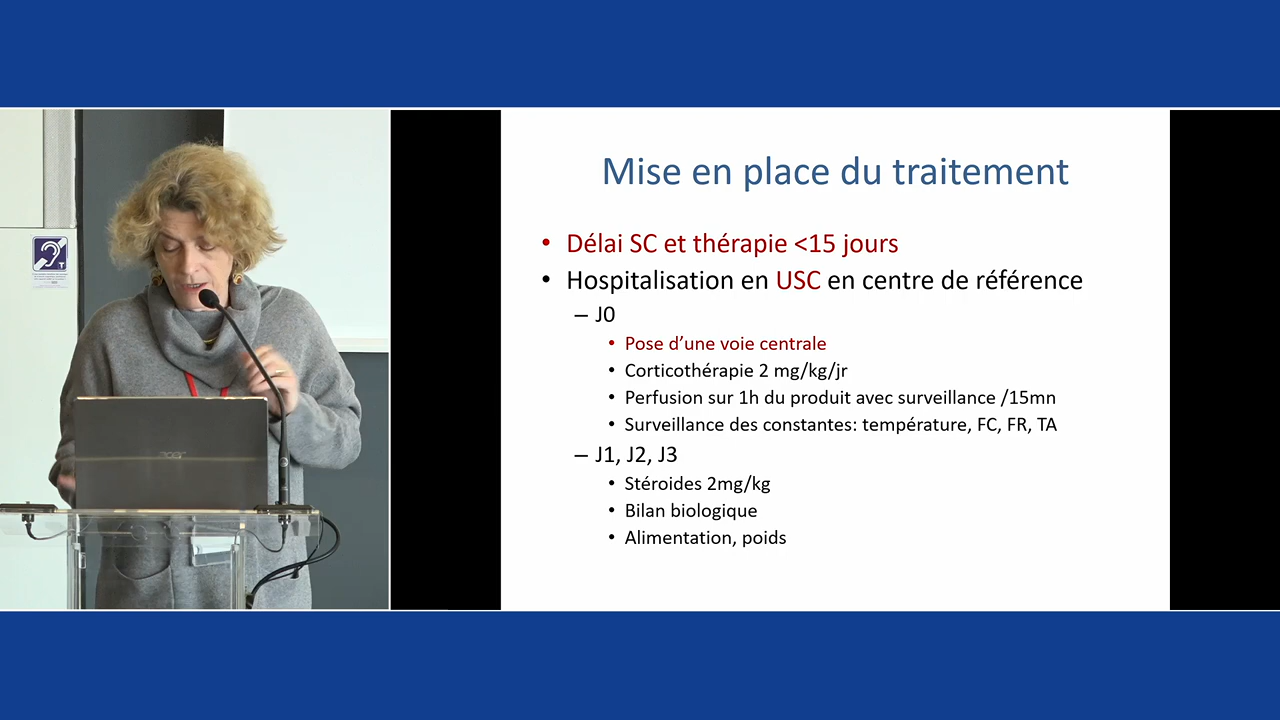 Mise en place du traitement
• Délai SC et thérapie <15 jours
• Hospitalisation en USC en centre de référence
– J0
• Pose d’une voie centrale
• Corticothérapie 2 mg/kg/jr
• Perfusion sur 1h du produit avec surveillance /15mn
• Surveillance des constantes: température, FC, FR, TA
– J1, J2, J3
• Stéroides 2mg/kg
• Bilan biologique
• Alimentation, poids
acer
T